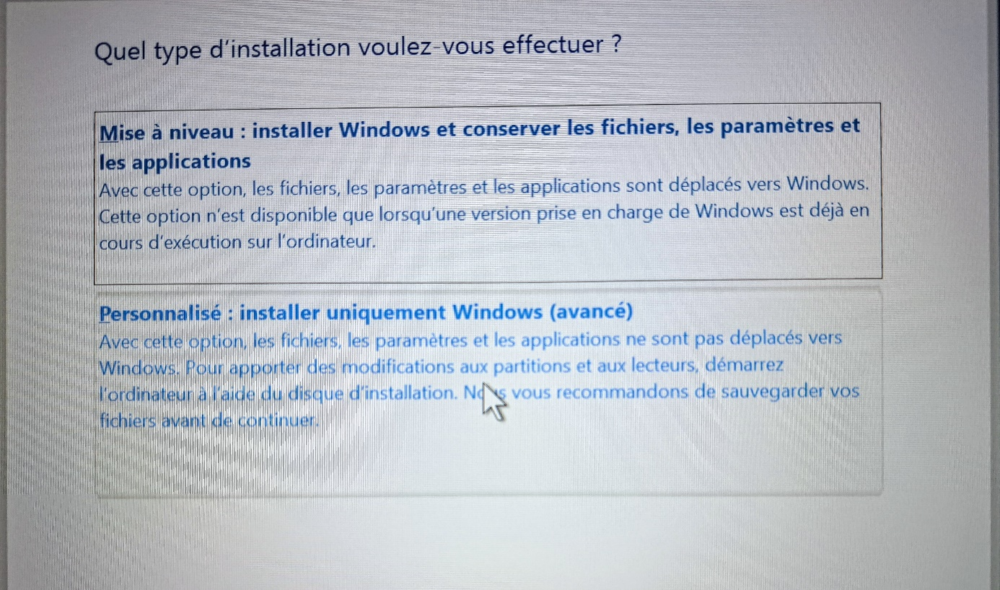 Quel type d'installation voulez-vous effectuer ?
Mise à niveau : installer Windows et conserver les fichiers, les paramètres et
les applications
Avec cette option, les fichiers, les paramètres et les applications sont déplacés vers Windows.
Cette option n'est disponible que lorsqu'une version prise en charge de Windows est déjà en
cours d'exécution sur l'ordinateur.
Personnalisé : installer uniquement Windows (avancé)
Avec cette option, les fichiers, les paramètres et les applications ne sont pas déplacés vers
Windows. Pour apporter des modifications aux partitions et aux lecteurs, démarrez
l'ordinateur à l'aide du disque d'installation. Nous vous recommandons de sauvegarder vos
fichiers avant de continuer.